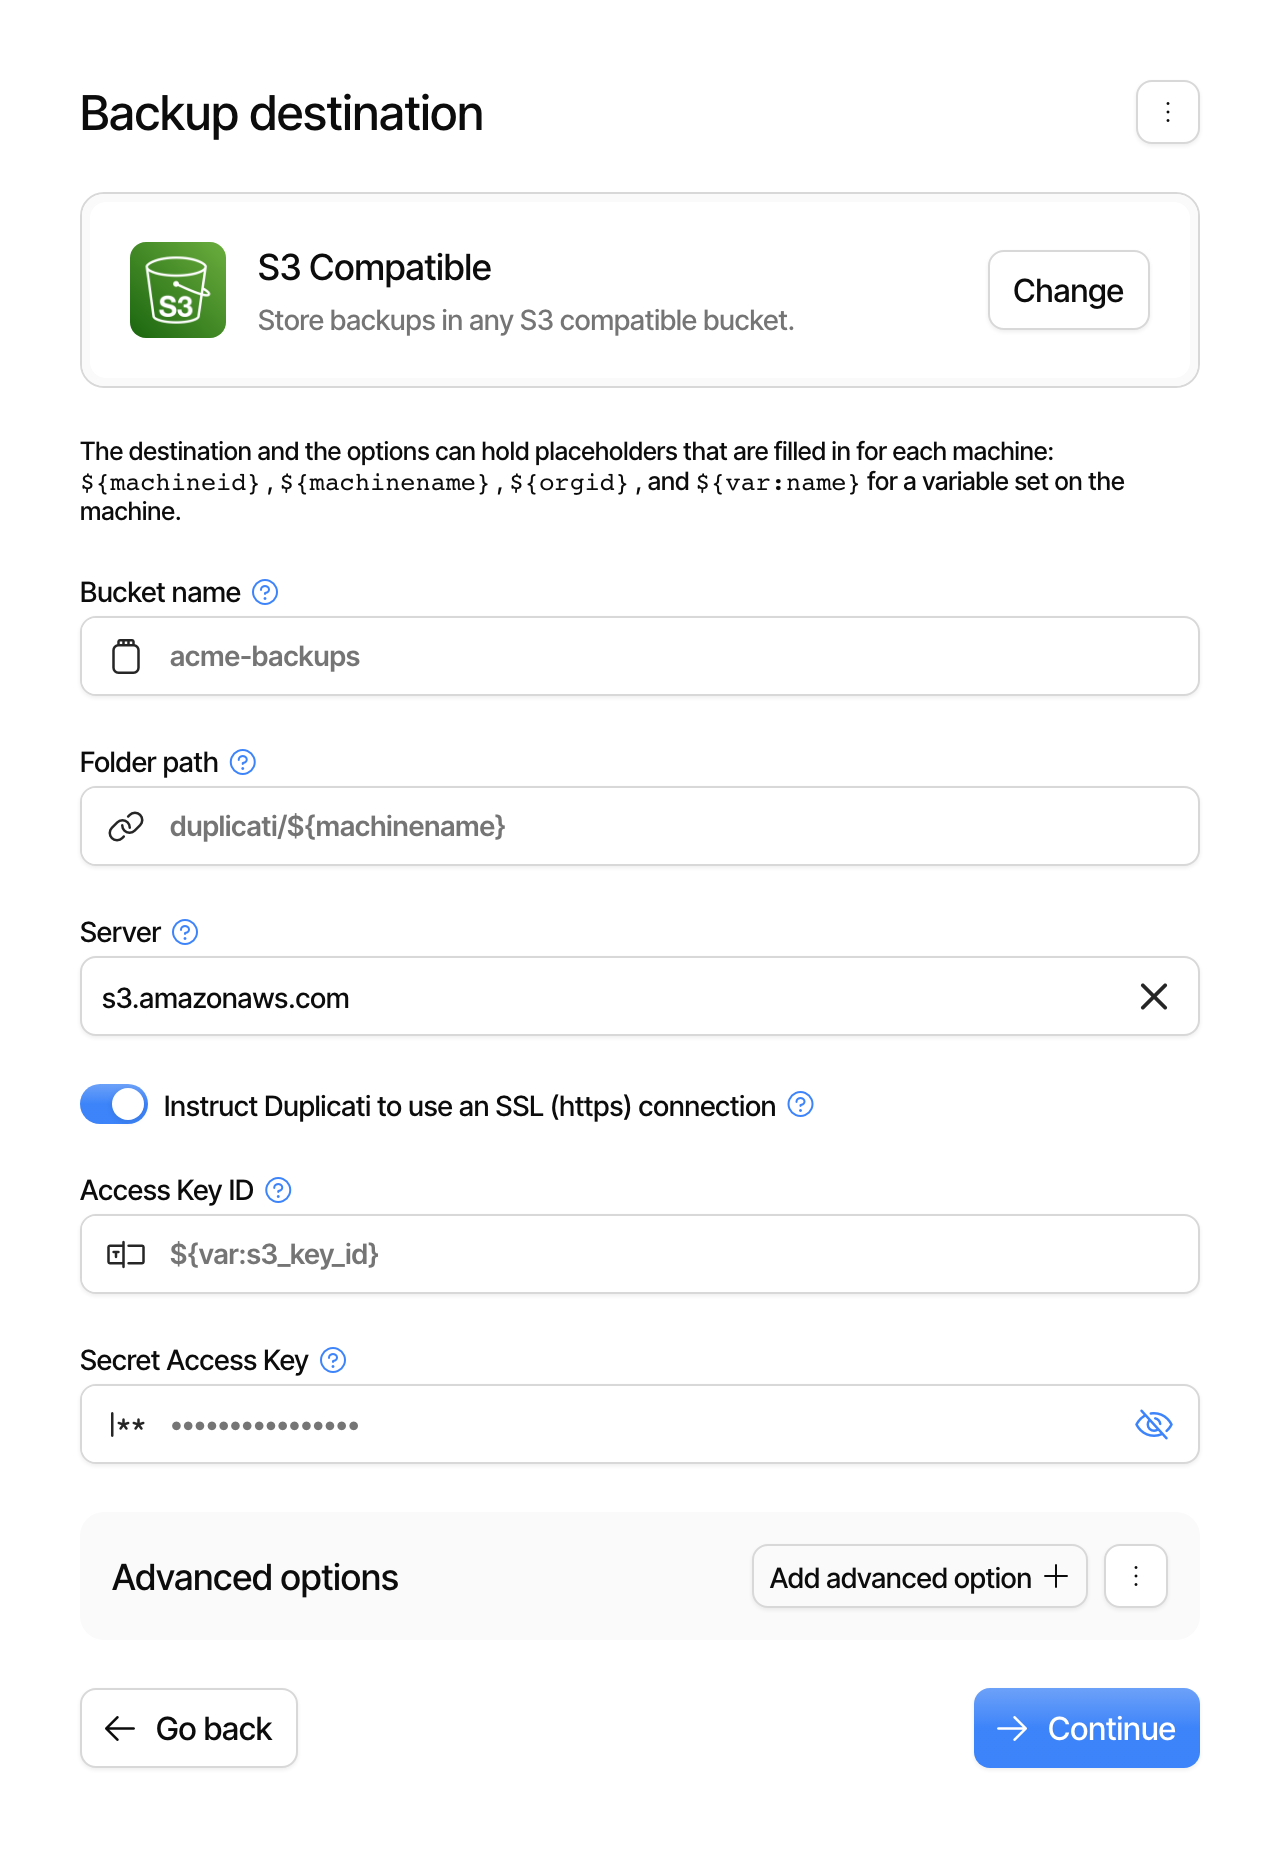 Backup destination
S3
S3 Compatible
Store backups in any S3 compatible bucket.
Change
The destination and the options can hold placeholders that are filled in for each machine:
${machineid}, ${machinename}, ${orgid}, and ${var:name} for a variable set on the
machine.
Bucket name
acme-backups
Folder path
duplicati/${machinename}
Server
s3.amazonaws.com
Instruct Duplicati to use an SSL (https) connection
Access Key ID
${var:s3_key_id}
Secret Access Key
••••••••••••••••
Advanced options
Add advanced option
Go back
Continue